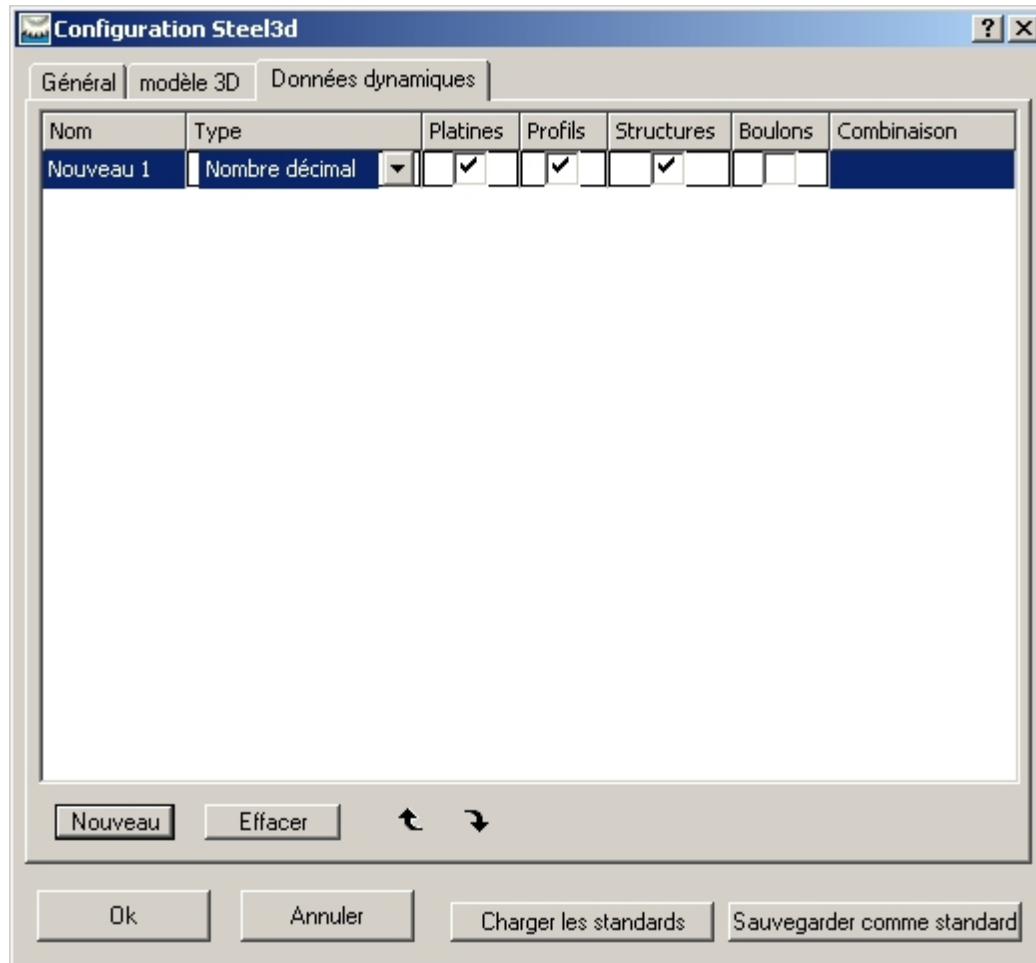 Configuration Steel3d
Général modèle 3D Données dynamiques
Nom Type Platines Profils Structures Boulons Combinaison
Nouveau 1 Nombre décimal
Nouveau Effacer
Ok Annuler Charger les standards Sauvegarder comme standard